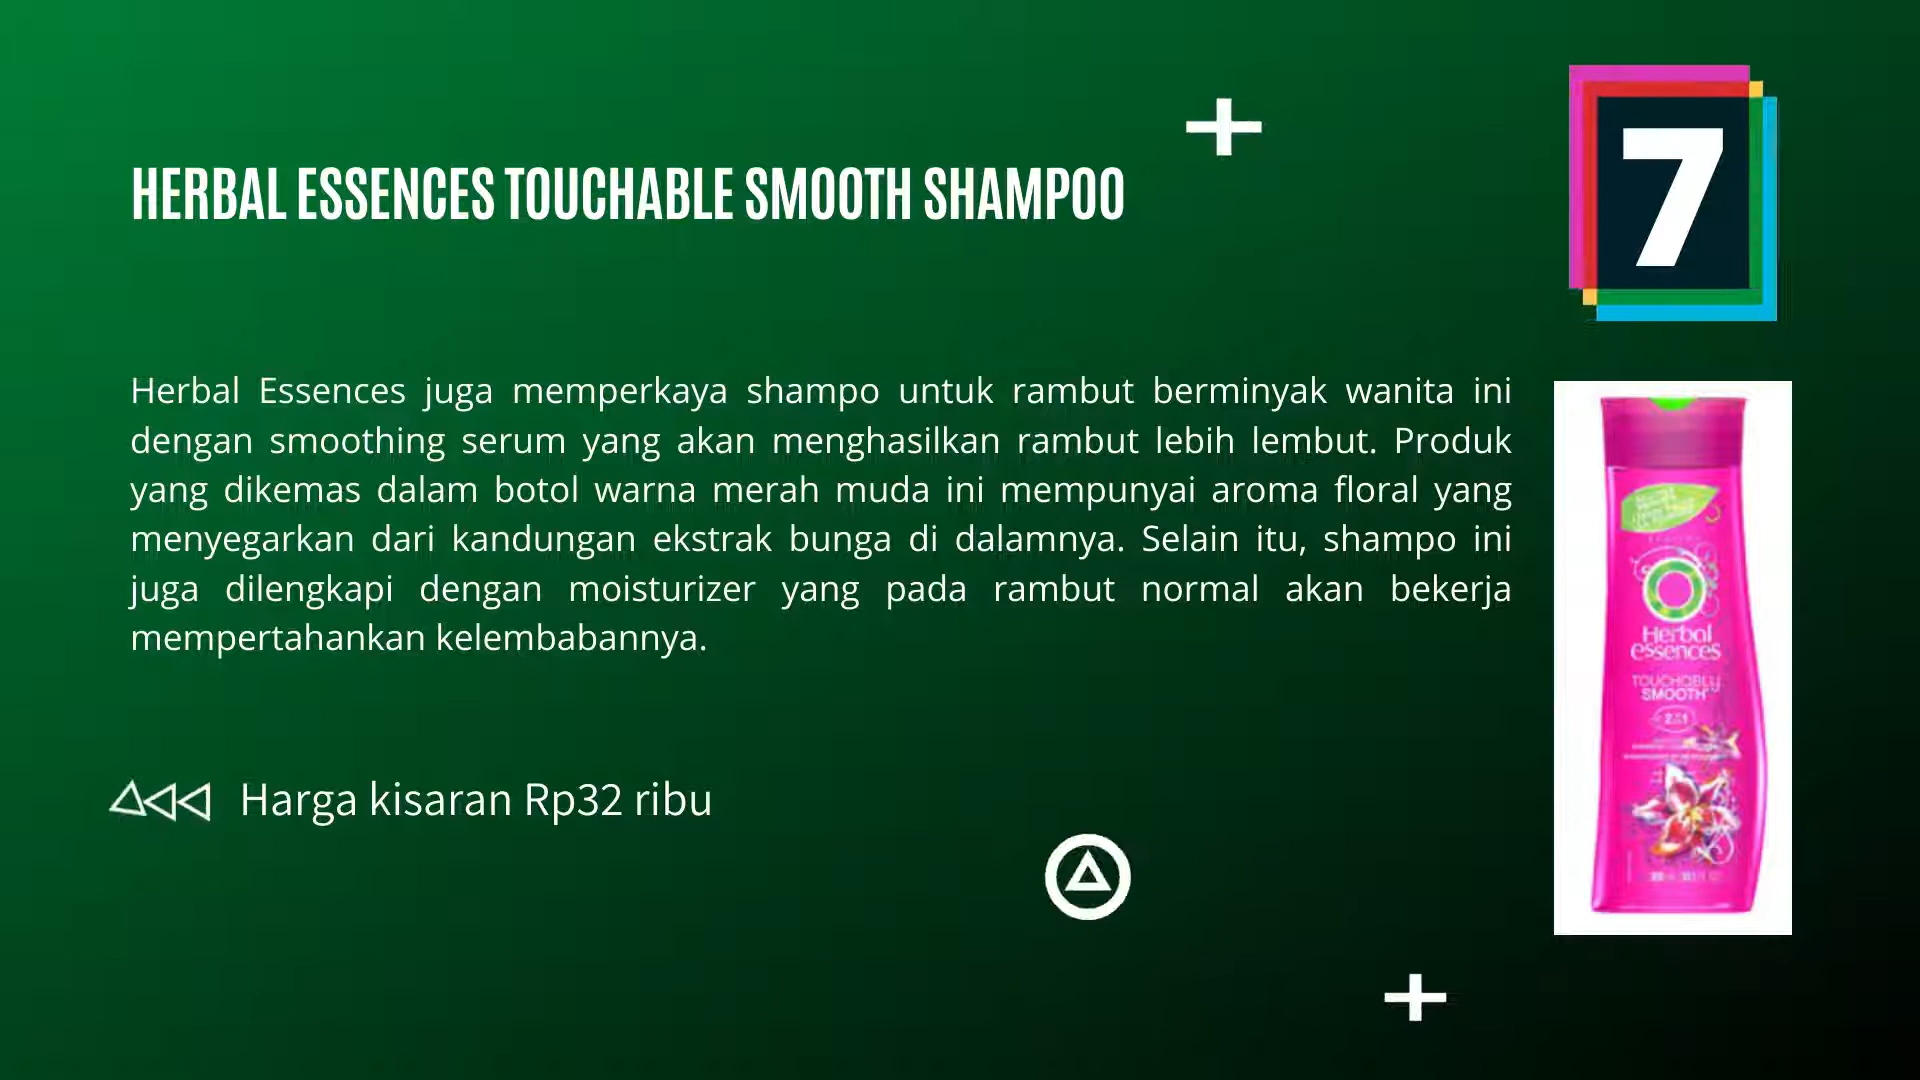 HERBAL ESSENCES TOUCHABLE SMOOTH SHAMPOO
7
Herbal Essences juga memperkaya shampo untuk rambut berminyak wanita ini
dengan smoothing serum yang akan menghasilkan rambut lebih lembut. Produk
yang dikemas dalam botol warna merah muda ini mempunyai aroma floral yang
menyegarkan dari kandungan ekstrak bunga di dalamnya. Selain itu, shampo ini
juga dilengkapi dengan moisturizer yang pada rambut normal akan bekerja
mempertahankan kelembabannya.
Harga kisaran Rp32 ribu
Herbal
essences
TOUCHABLY
SMOOTH
2in1